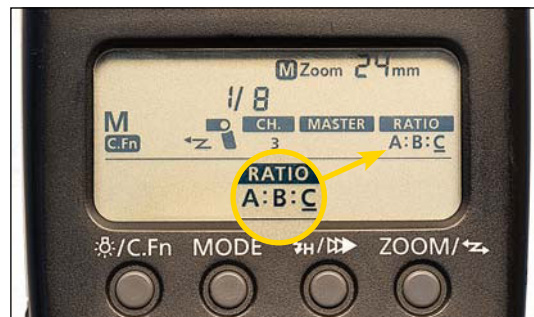 M Zoom 24mm
1/8
M CH. MASTER RATIO
C.Fn 3 A:B:C
RATIO
A:B:C
/C.Fn MODE H/ ZOOM/